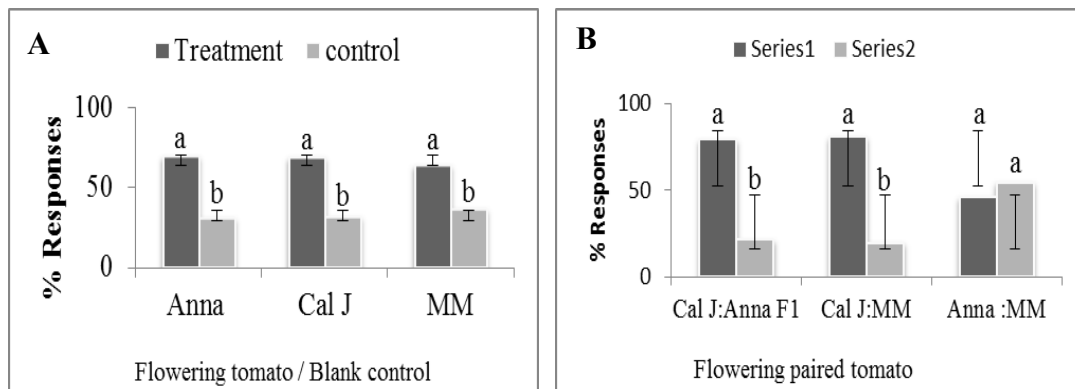 A
Treatment control
% Responses
100
50
0
a b a b a b
Anna Cal J MM
Flowering tomato / Blank control
B
Series1 Series2
% Responses
100
50
0
a b a b a a
Cal J:Anna F1 Cal J:MM Anna :MM
Flowering paired tomato